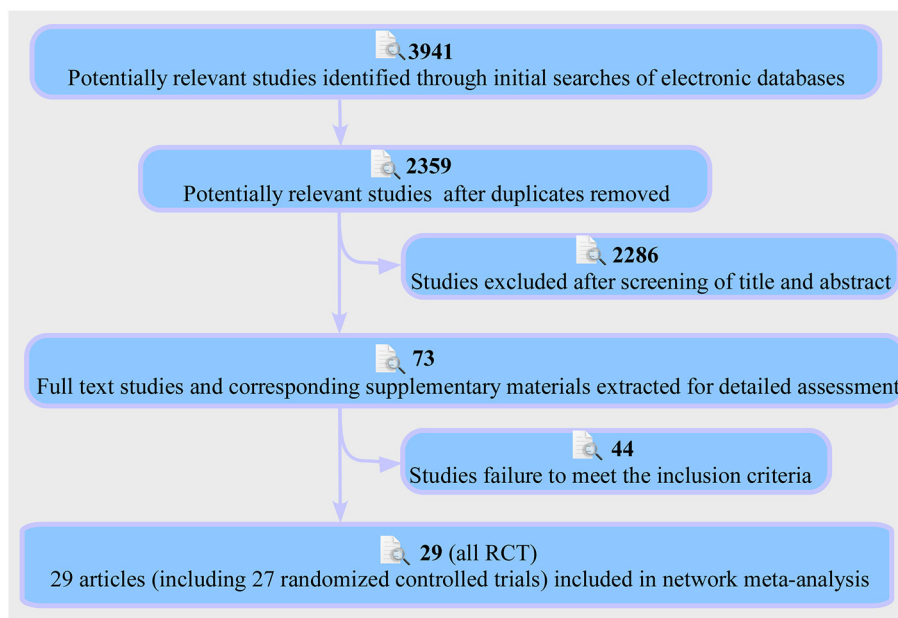 3941
Potentially relevant studies identified through initial searches of electronic databases
2359
Potentially relevant studies after duplicates removed
2286
Studies excluded after screening of title and abstract
73
Full text studies and corresponding supplementary materials extracted for detailed assessment
44
Studies failure to meet the inclusion criteria
29 (all RCT)
29 articles (including 27 randomized controlled trials) included in network meta-analysis